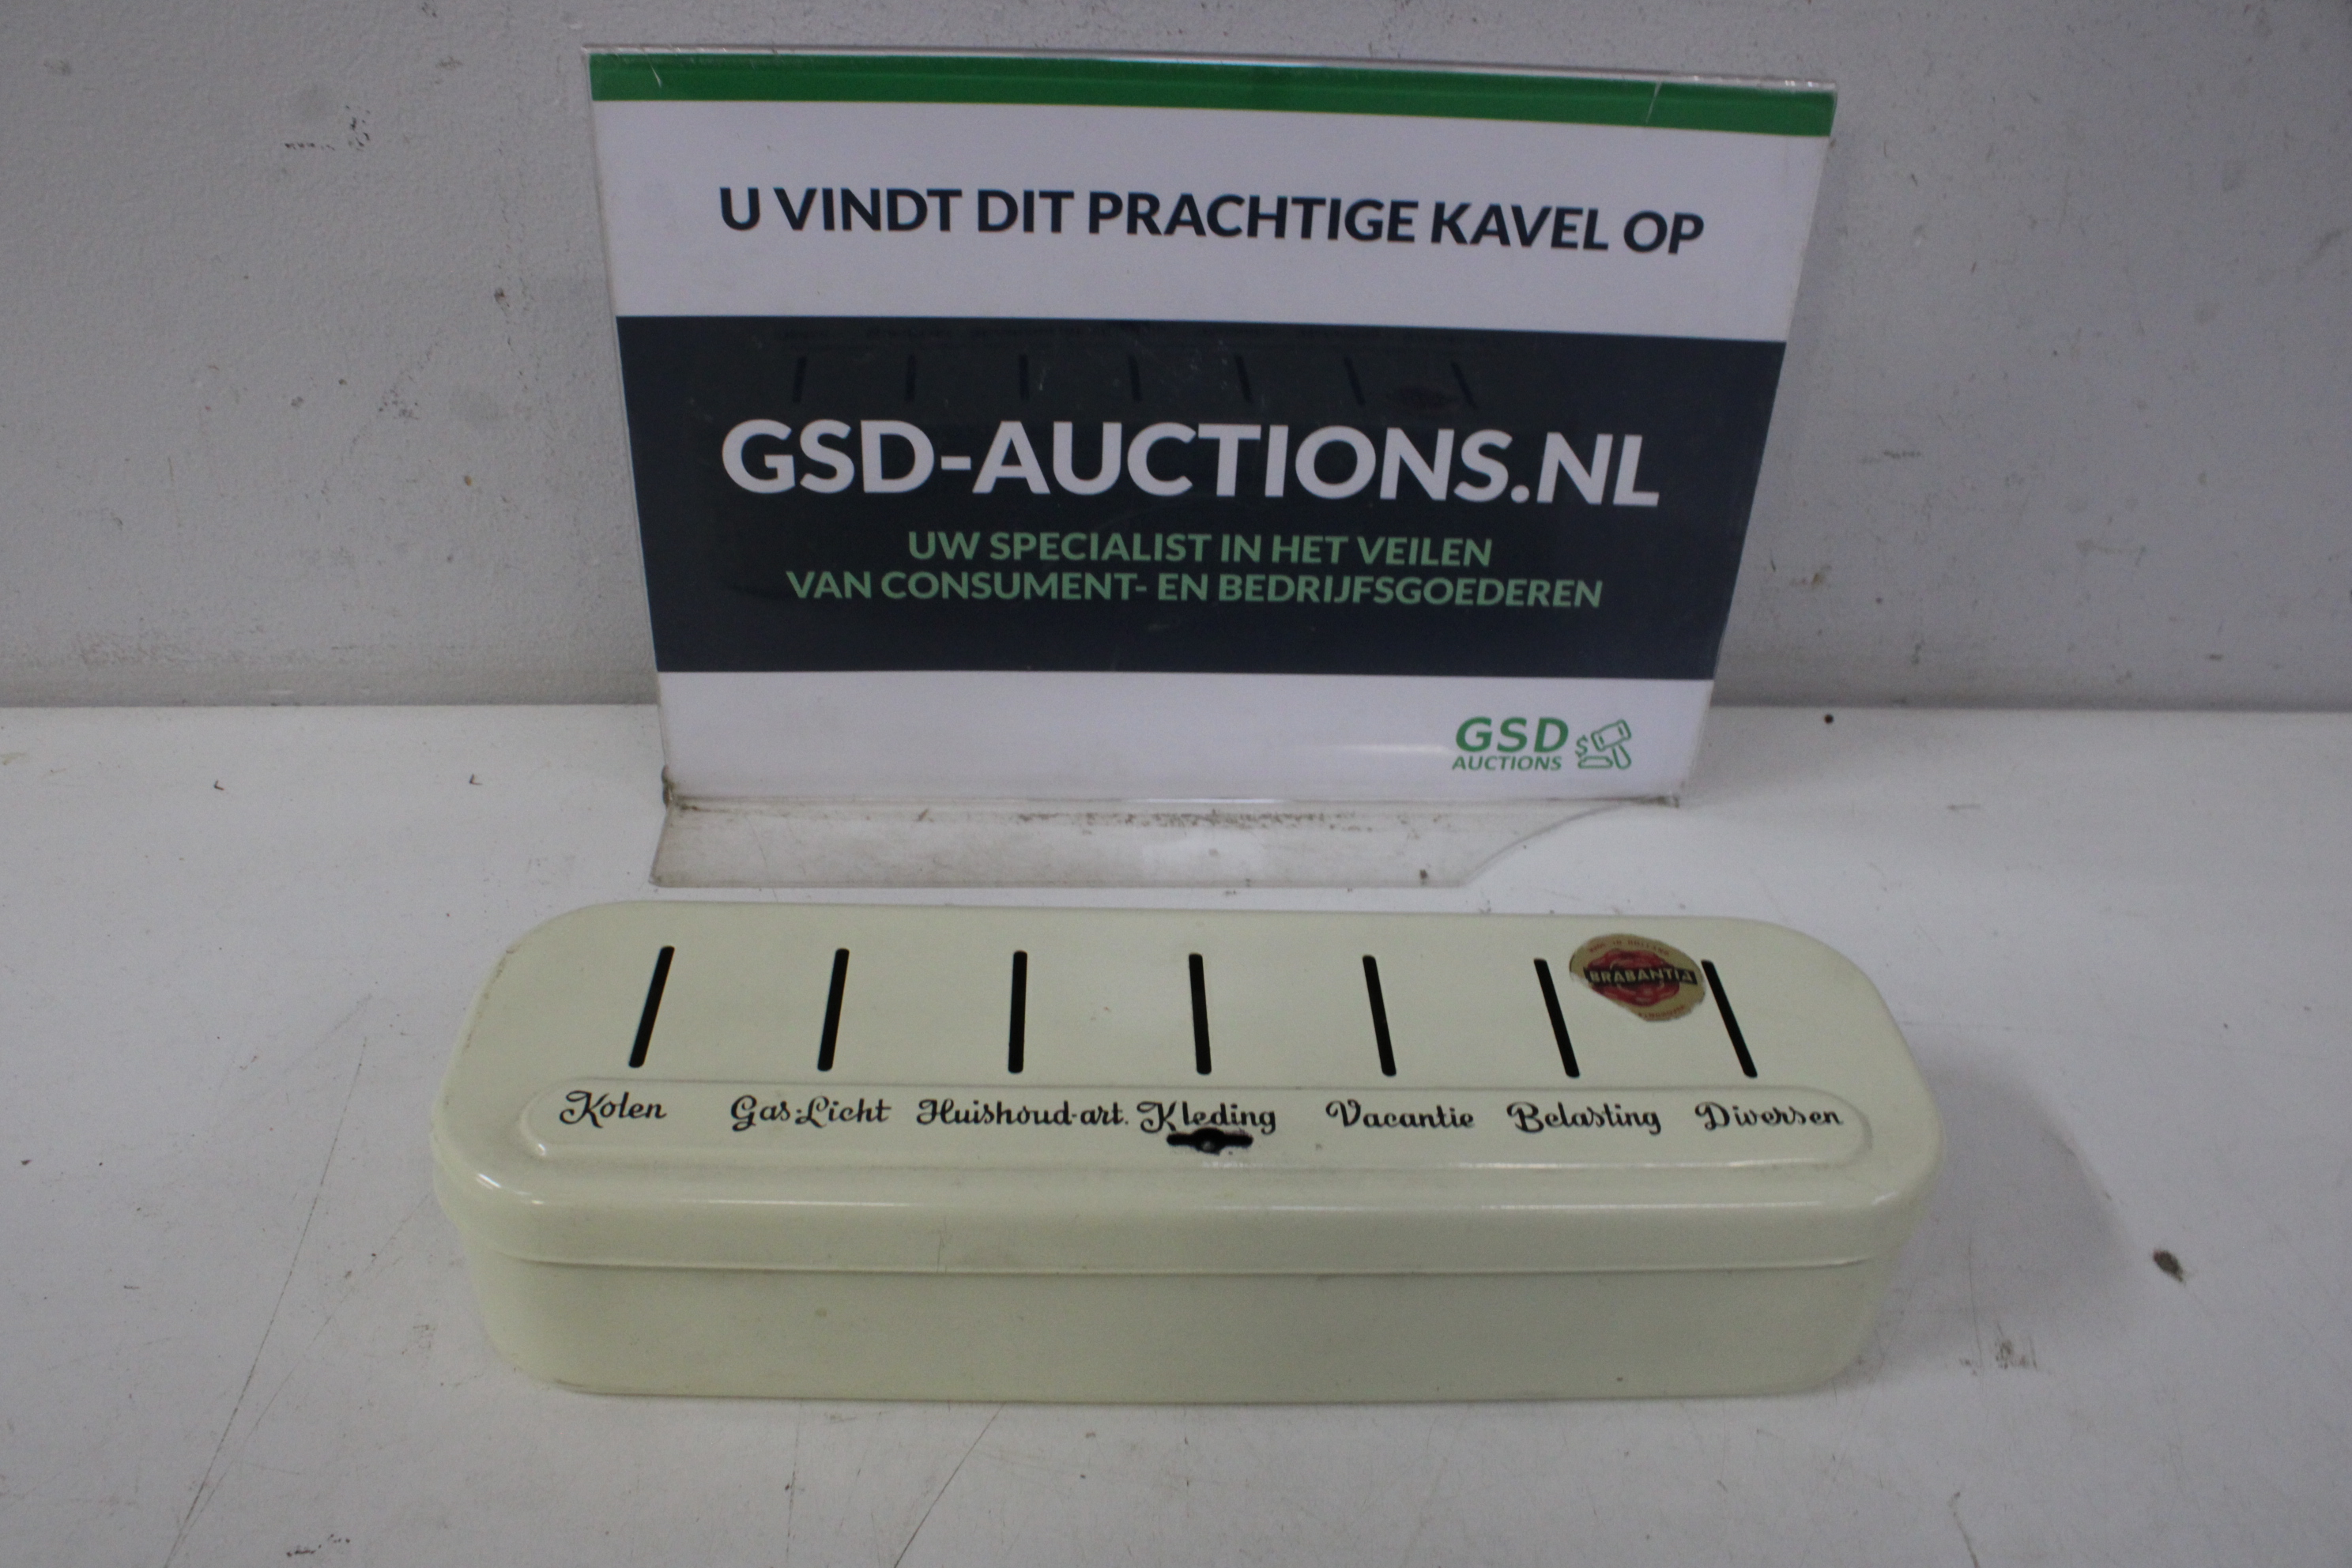 U VINDT DIT PRACHTIGE KAVEL OP
GSD-AUCTIONS.NL
UW SPECIALIST IN HET VEILEN
VAN CONSUMENT- EN BEDRIJFSGOEDEREN
GSD
AUCTIONS
BRABANTIA
Kolen Gas-Licht Huishoud-art. Kleding Vacantie Belasting Diversen